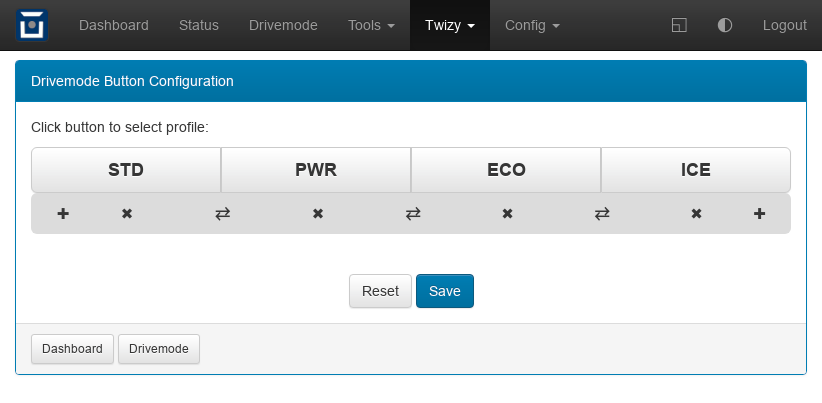 Dashboard Status Drivemode Tools Twizy Config Logout
Drivemode Button Configuration
Click button to select profile:
STD PWR ECO ICE
Reset Save
Dashboard Drivemode